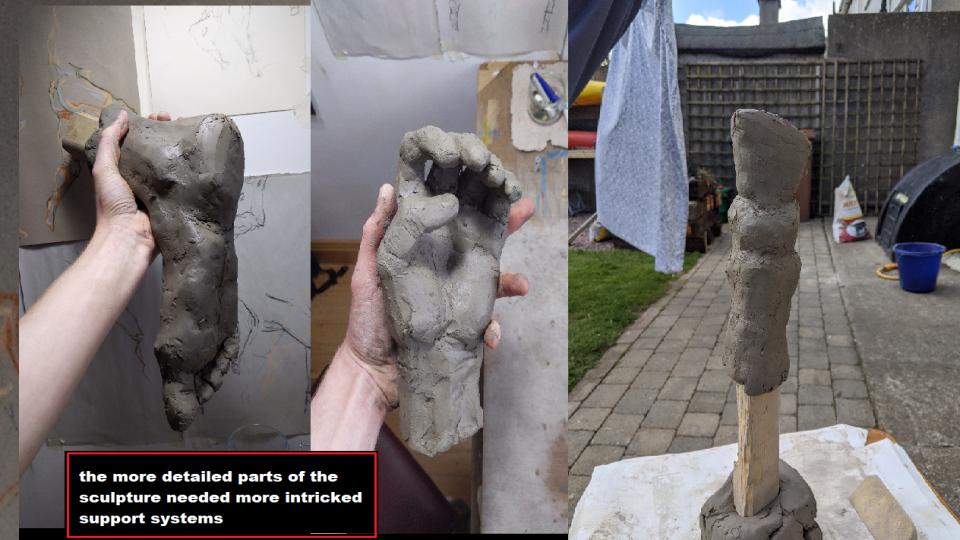 the more detailed parts of the
sculpture needed more intricked
support systems